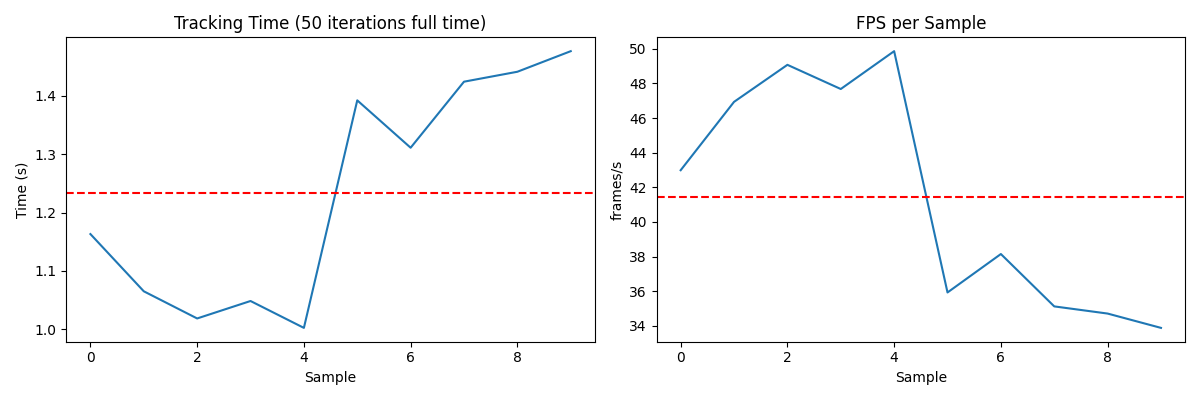 Tracking Time (50 iterations full time)
Time (s)
1.4
1.3
1.2
1.1
1.0
0 2 4 6 8
Sample
FPS per Sample
frames/s
50
48
46
44
42
40
38
36
34
0 2 4 6 8
Sample